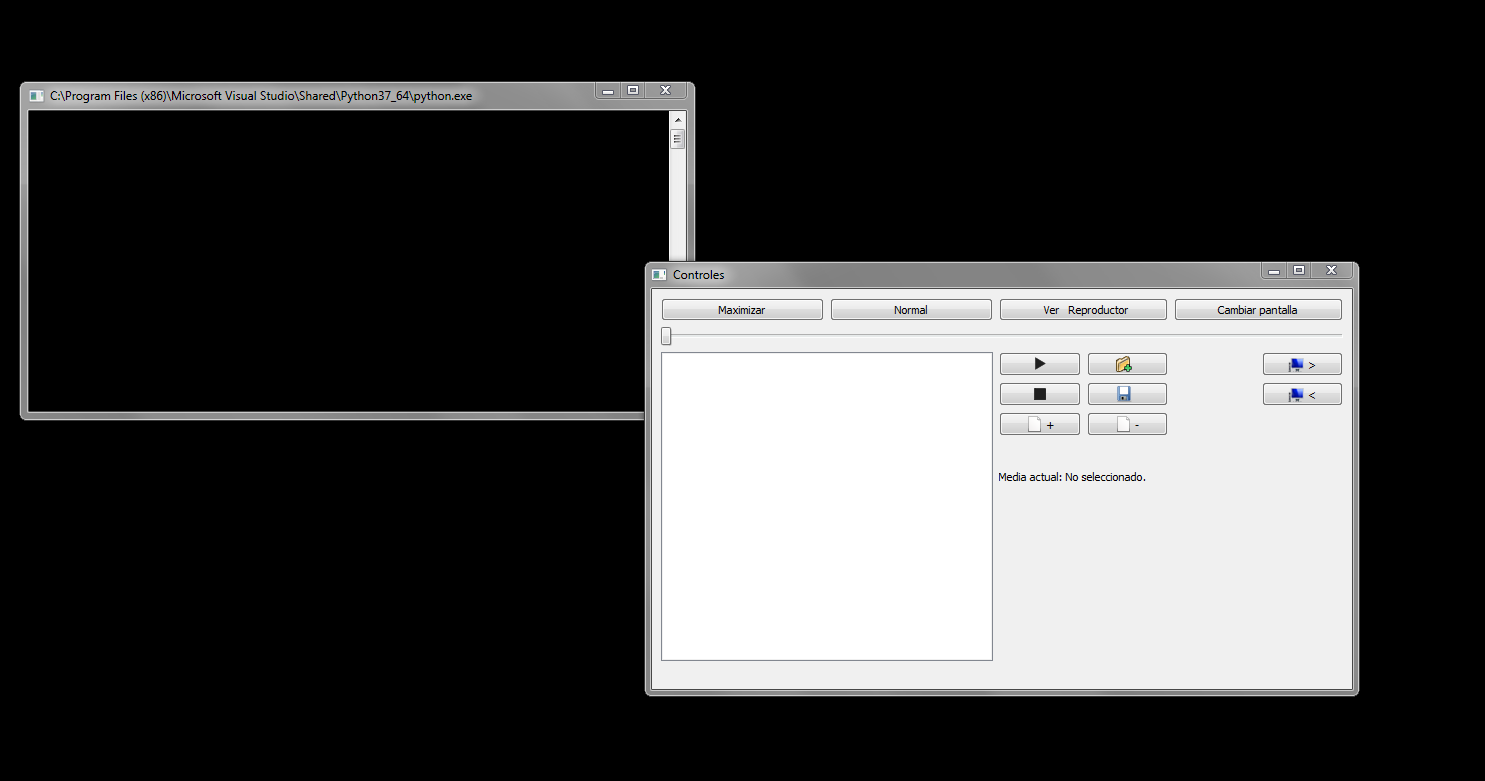 C:\Program Files (x86)\Microsoft Visual Studio\Shared\Python37_64\python.exe
Controles
Maximizar
Normal
Ver Reproductor
Cambiar pantalla
>
<
+
-
Media actual: No seleccionado.